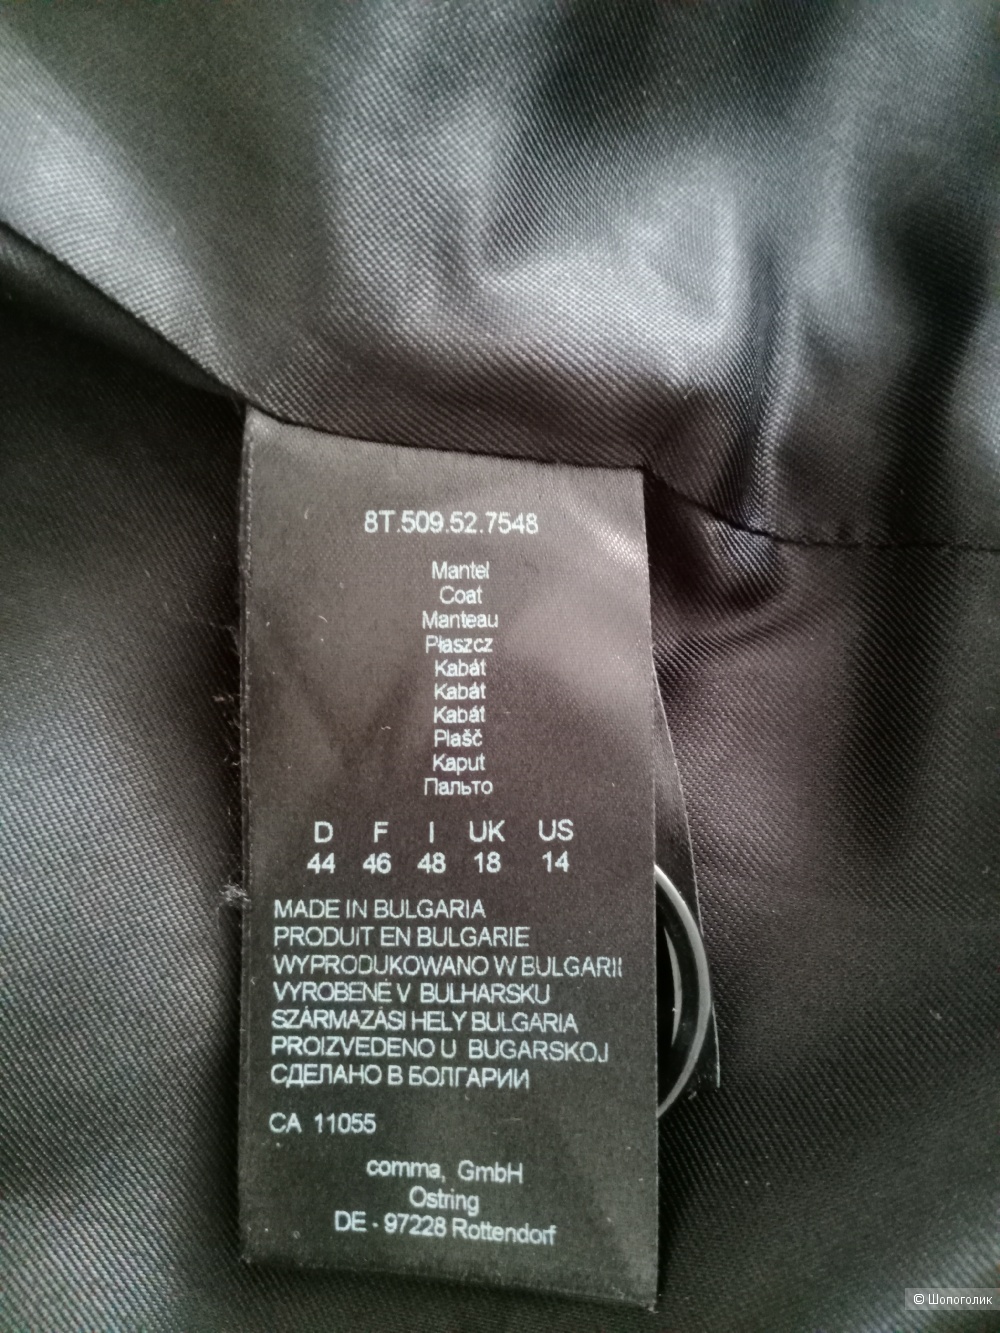 8T.509.52.7548
Mantel
Coat
Manteau
Płaszcz
Kabát
Kabát
Kabát
Plašč
Kaput
Пальто
D F I UK US
44 46 48 18 14
MADE IN BULGARIA
PRODUIT EN BULGARIE
WYPRODUKOWANO W BULGARII
VYROBENÉ V BULHARSKU
SZÁRMAZÁSI HELY BULGARIA
PROIZVEDENO U BUGARSKOJ
СДЕЛАНО В БОЛГАРИИ
CA 11055
comma, GmbH
Ostring
DE - 97228 Rottendorf
© Шопоголик